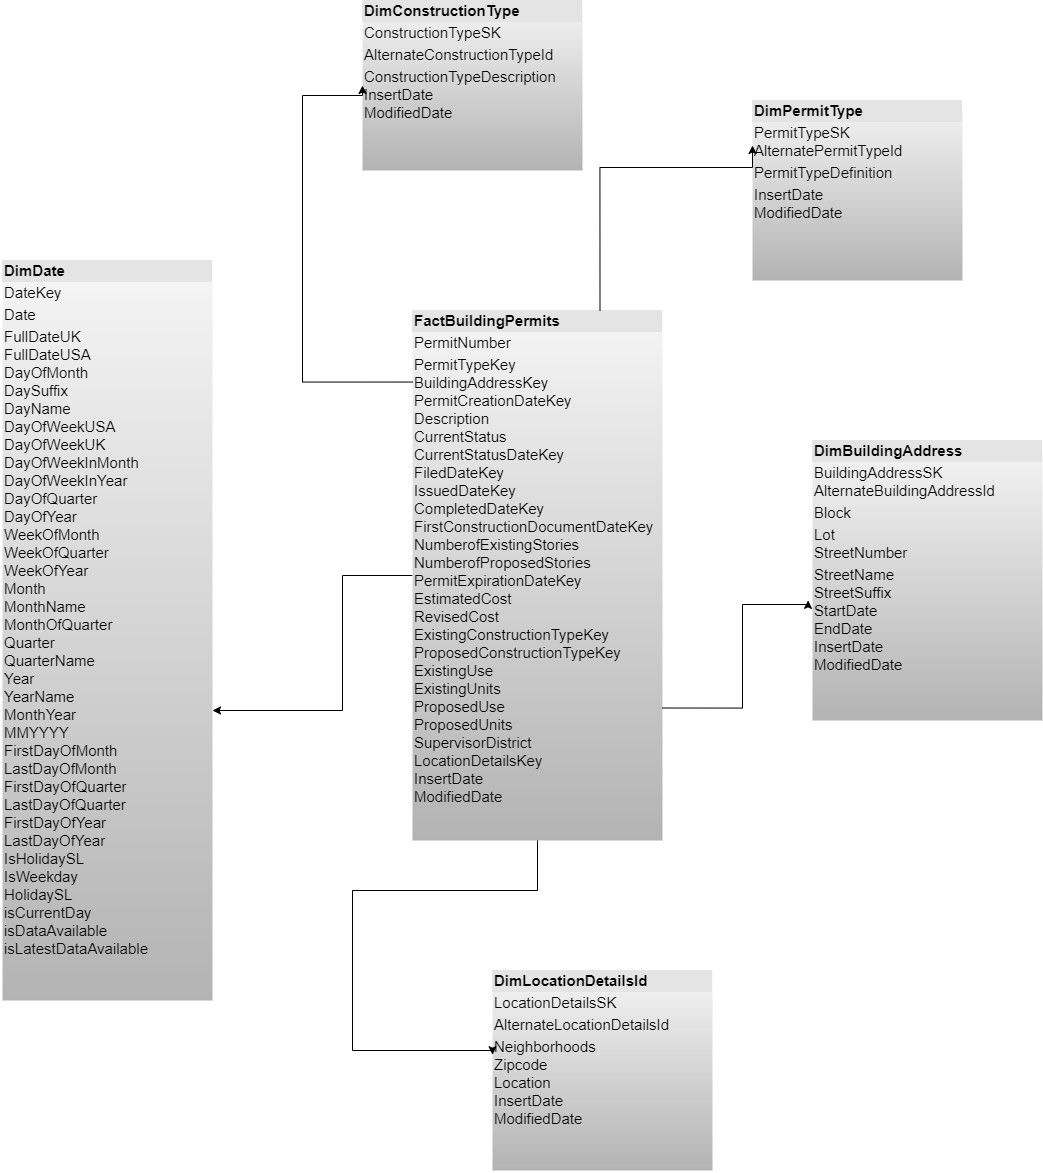 DimConstructionType
ConstructionTypeSK
AlternateConstructionTypeId
ConstructionTypeDescription
InsertDate
ModifiedDate
DimPermitType
PermitTypeSK
AlternatePermitTypeId
PermitTypeDefinition
InsertDate
ModifiedDate
DimDate
DateKey
Date
FullDateUK
FullDateUSA
DayOfMonth
DaySuffix
DayName
DayOfWeekUSA
DayOfWeekUK
DayOfWeekInMonth
DayOfWeekInYear
DayOfQuarter
DayOfYear
WeekOfMonth
WeekOfQuarter
WeekOfYear
Month
MonthName
MonthOfQuarter
Quarter
QuarterName
Year
YearName
MonthYear
MMYYYY
FirstDayOfMonth
LastDayOfMonth
FirstDayOfQuarter
LastDayOfQuarter
FirstDayOfYear
LastDayOfYear
IsHolidaySL
IsWeekday
HolidaySL
isCurrentDay
isDataAvailable
isLatestDataAvailable
FactBuildingPermits
PermitNumber
PermitTypeKey
BuildingAddressKey
PermitCreationDateKey
Description
CurrentStatus
CurrentStatusDateKey
FiledDateKey
IssuedDateKey
CompletedDateKey
FirstConstructionDocumentDateKey
NumberofExistingStories
NumberofProposedStories
PermitExpirationDateKey
EstimatedCost
RevisedCost
ExistingConstructionTypeKey
ProposedConstructionTypeKey
ExistingUse
ExistingUnits
ProposedUse
ProposedUnits
SupervisorDistrict
LocationDetailsKey
InsertDate
ModifiedDate
DimBuildingAddress
BuildingAddressSK
AlternateBuildingAddressId
Block
Lot
StreetNumber
StreetName
StreetSuffix
StartDate
EndDate
InsertDate
ModifiedDate
DimLocationDetailsId
LocationDetailsSK
AlternateLocationDetailsId
Neighborhoods
Zipcode
Location
InsertDate
ModifiedDate